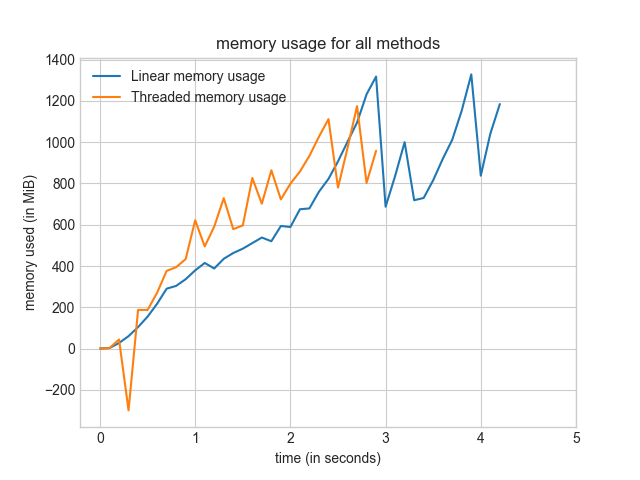 memory usage for all methods
Linear memory usage
Threaded memory usage
memory used (in MiB)
1400
1200
1000
800
600
400
200
0
−200
0 1 2 3 4 5
time (in seconds)